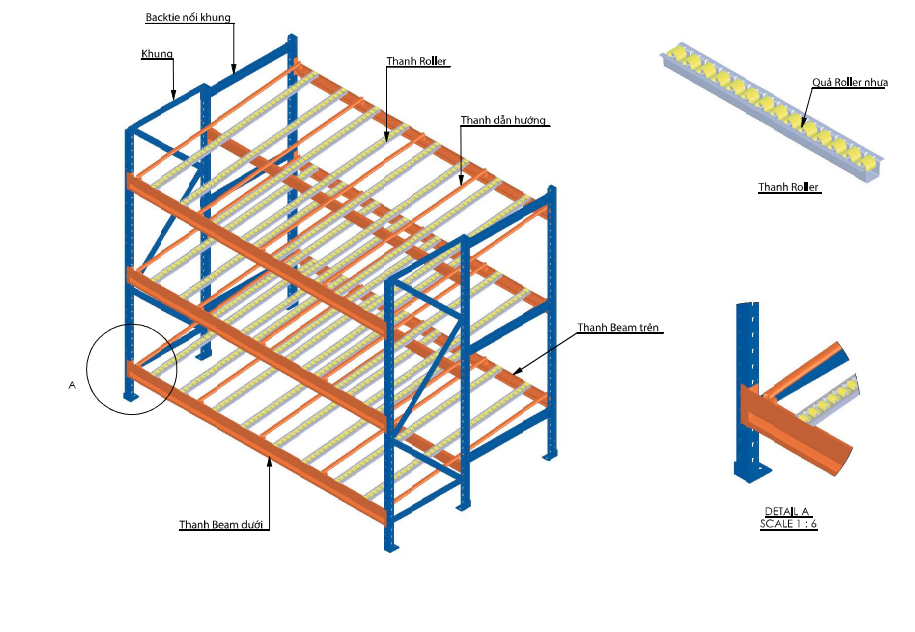 Backtie nối khung
Khung
Thanh Roller
Thanh dẫn hướng
Quả Roller nhựa
Thanh Roller
Thanh Beam trên
A
Thanh Beam dưới
DETAIL A
SCALE 1 : 6